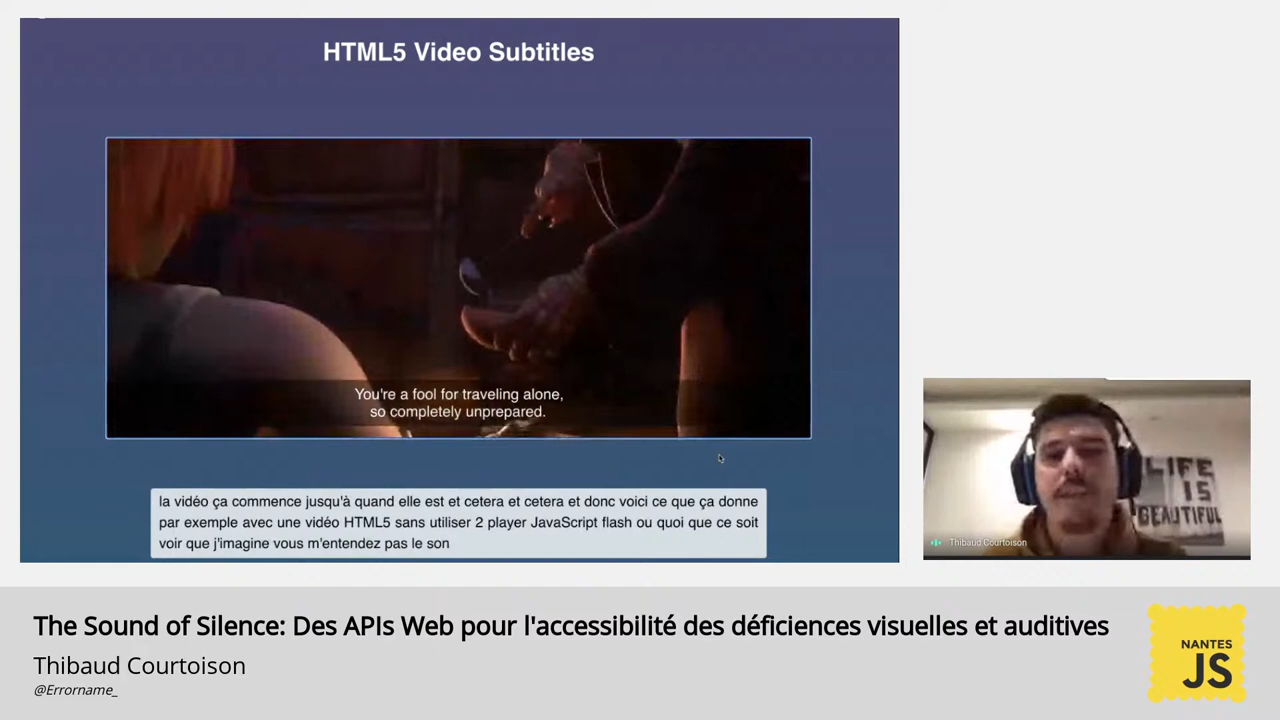 HTML5 Video Subtitles
You're a fool for traveling alone,
so completely unprepared.
la vidéo ça commence jusqu'à quand elle est et cetera et cetera et donc voici ce que ça donne
par exemple avec une vidéo HTML5 sans utiliser 2 player JavaScript flash ou quoi que ce soit
voir que j'imagine vous m'entendez pas le son
LIFE
IS
BEAUTIFUL
Thibaud Courtoison
The Sound of Silence: Des APIs Web pour l'accessibilité des déficiences visuelles et auditives
Thibaud Courtoison
@Errorname_
NANTES
JS